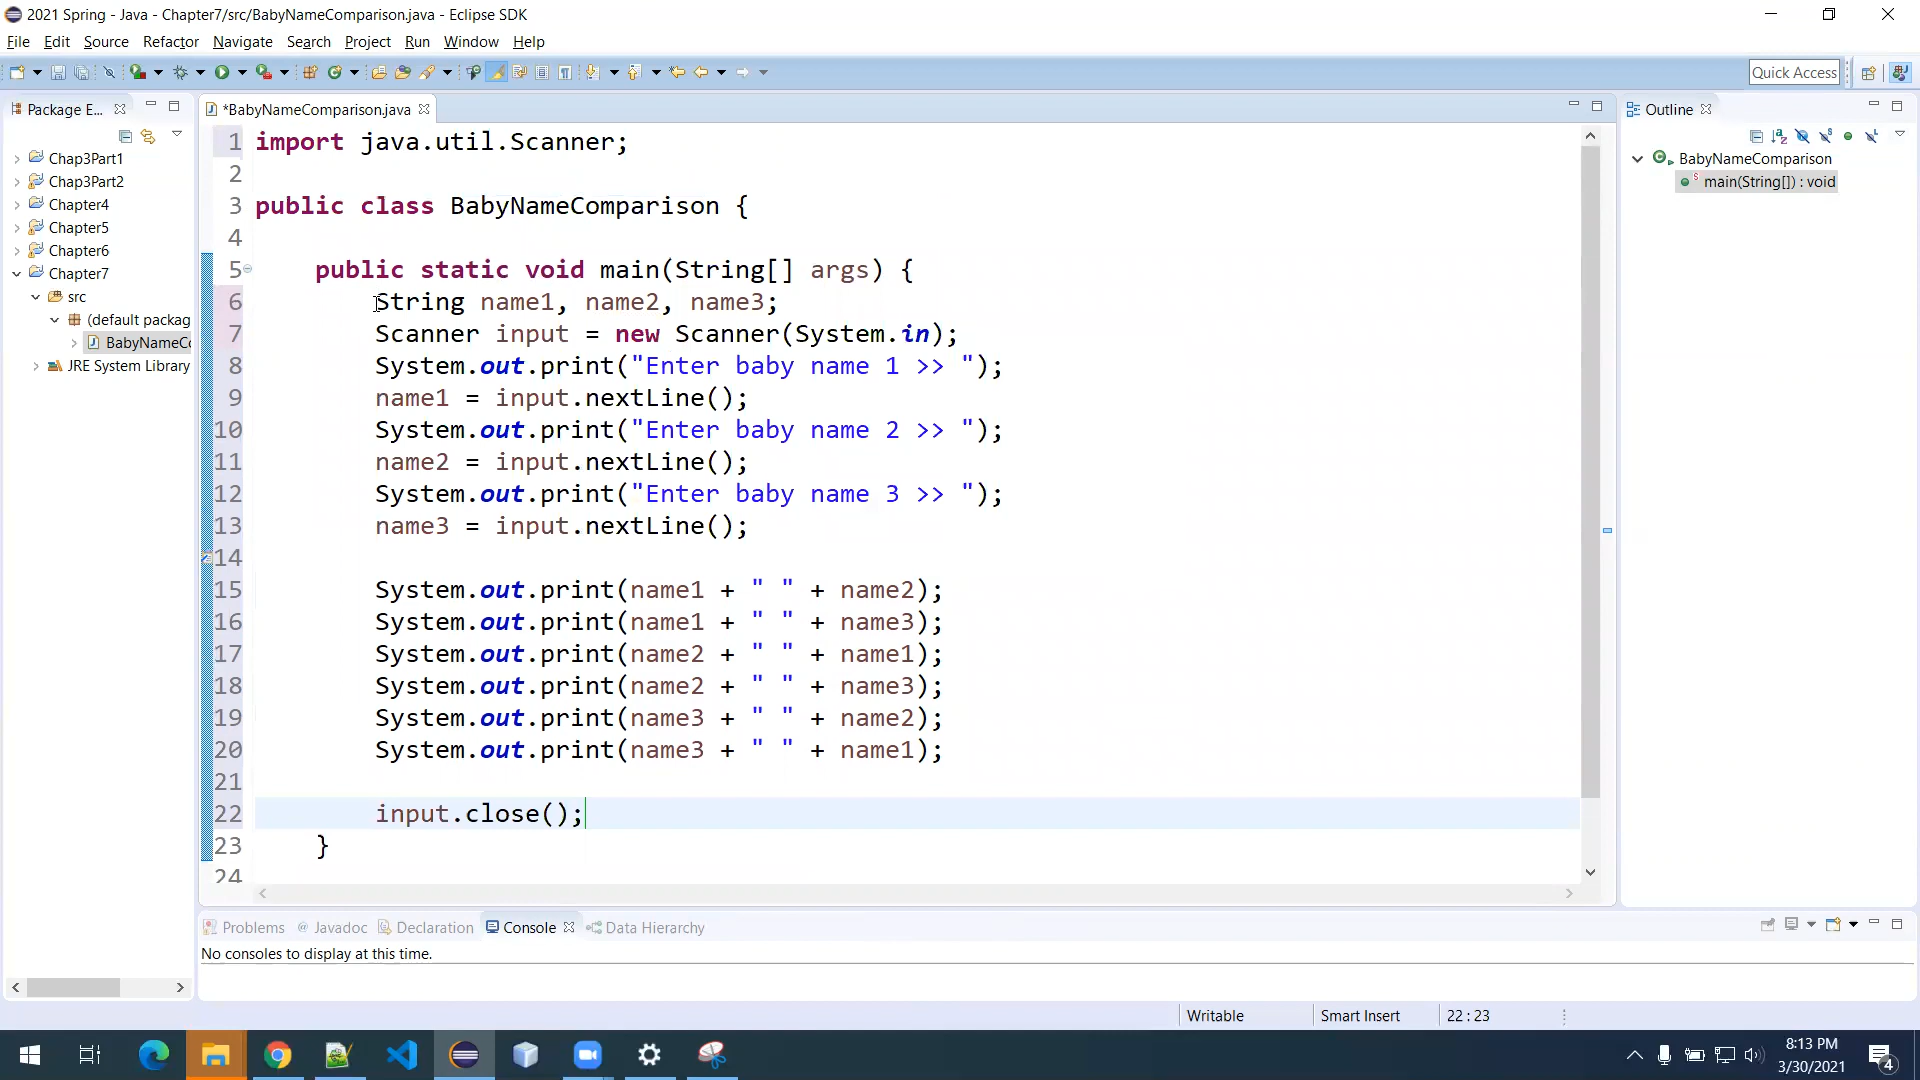 2021 Spring - Java - Chapter7/src/BabyNameComparison.java - Eclipse SDK
File Edit Source Refactor Navigate Search Project Run Window Help
Quick Access
Package E...
*BabyNameComparison.java
Outline
Chap3Part1
Chap3Part2
Chapter4
Chapter5
Chapter6
Chapter7
src
(default packag
BabyNameC
JRE System Library
1 import java.util.Scanner;
2
3 public class BabyNameComparison {
4
5 public static void main(String[] args) {
6 String name1, name2, name3;
7 Scanner input = new Scanner(System.in);
8 System.out.print("Enter baby name 1 >> ");
9 name1 = input.nextLine();
10 System.out.print("Enter baby name 2 >> ");
11 name2 = input.nextLine();
12 System.out.print("Enter baby name 3 >> ");
13 name3 = input.nextLine();
14
15 System.out.print(name1 + " " + name2);
16 System.out.print(name1 + " " + name3);
17 System.out.print(name2 + " " + name1);
18 System.out.print(name2 + " " + name3);
19 System.out.print(name3 + " " + name2);
20 System.out.print(name3 + " " + name1);
21
22 input.close();
23 }
24
BabyNameComparison
main(String[]) : void
Problems @ Javadoc Declaration Console Data Hierarchy
No consoles to display at this time.
Writable Smart Insert 22 : 23
8:13 PM
3/30/2021
4